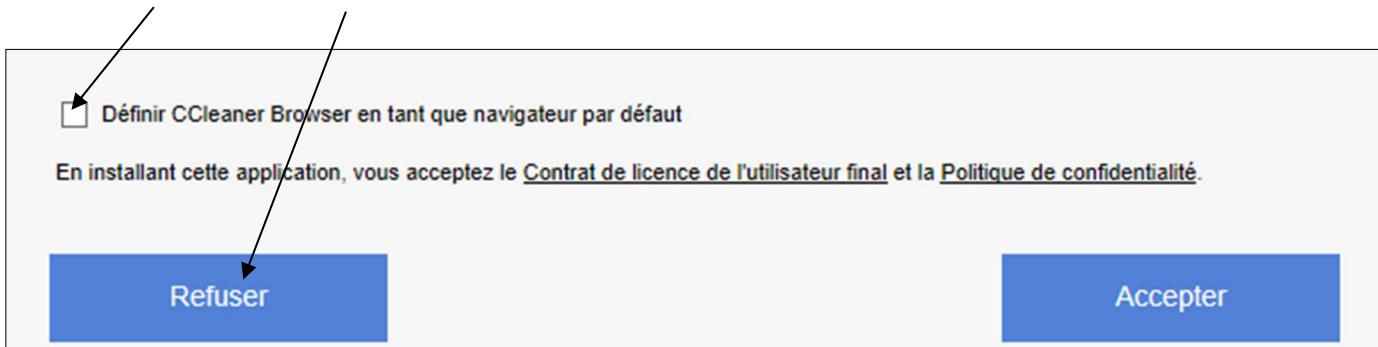 Définir CCleaner Browser en tant que navigateur par défaut
En installant cette application, vous acceptez le Contrat de licence de l'utilisateur final et la Politique de confidentialité.
Refuser
Accepter